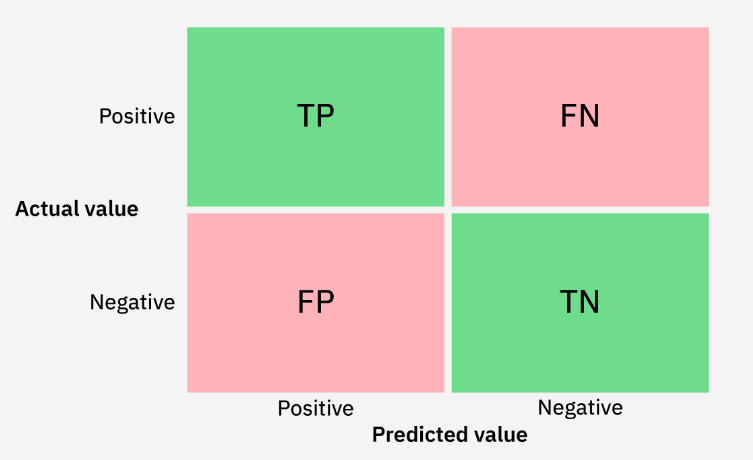 Positive
TP
FN
Actual value
Negative
FP
TN
Positive
Negative
Predicted value